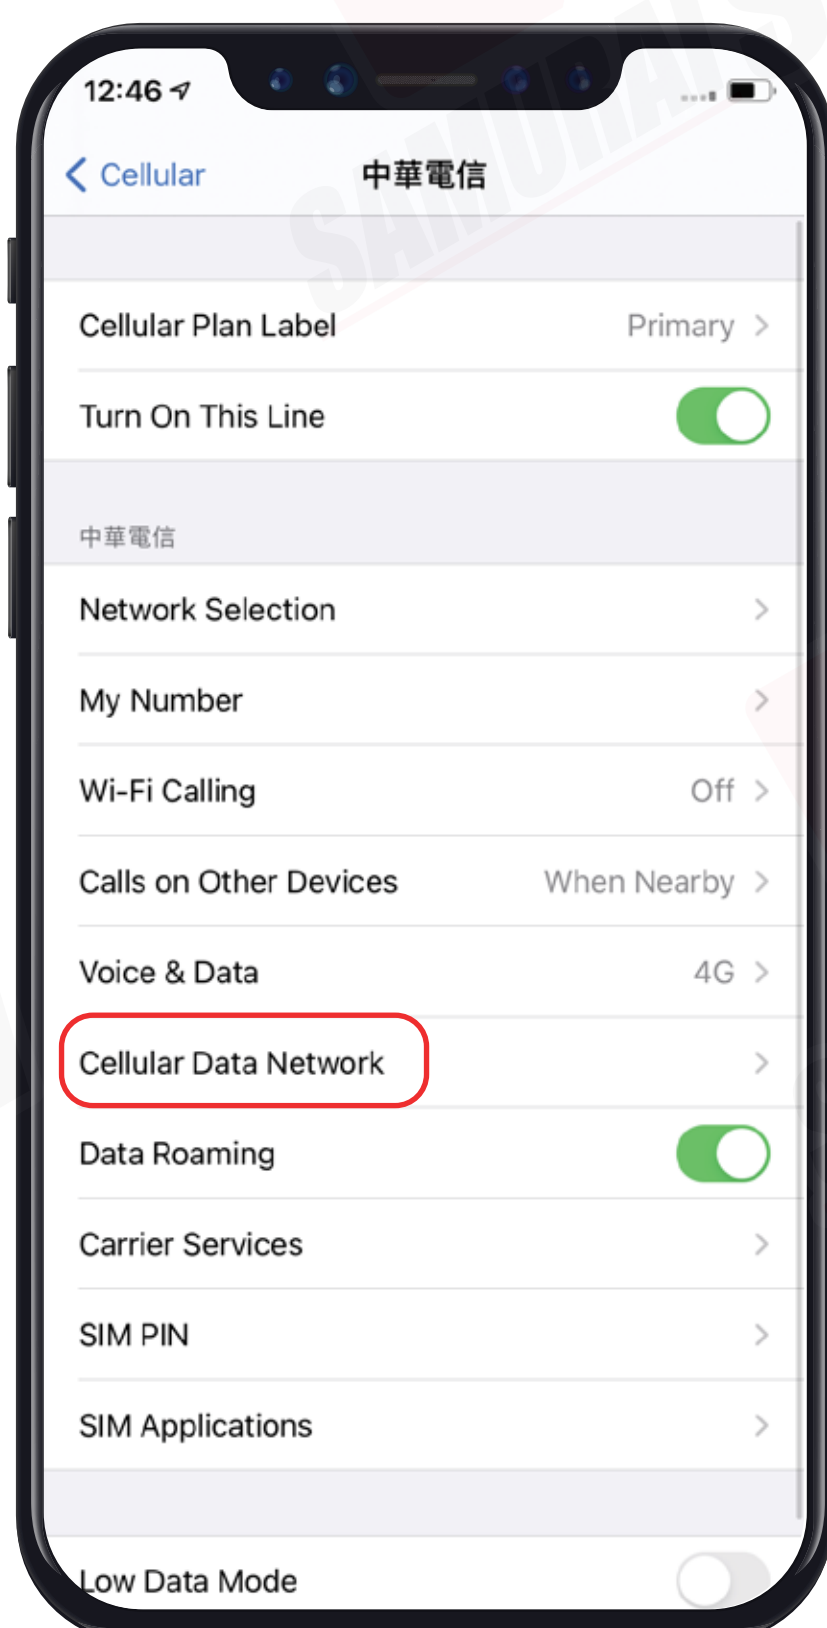 12:46
Cellular
中華電信
Cellular Plan Label
Primary
Turn On This Line
中華電信
Network Selection
My Number
Wi-Fi Calling
Off
Calls on Other Devices
When Nearby
Voice & Data
4G
Cellular Data Network
Data Roaming
Carrier Services
SIM PIN
SIM Applications
Low Data Mode